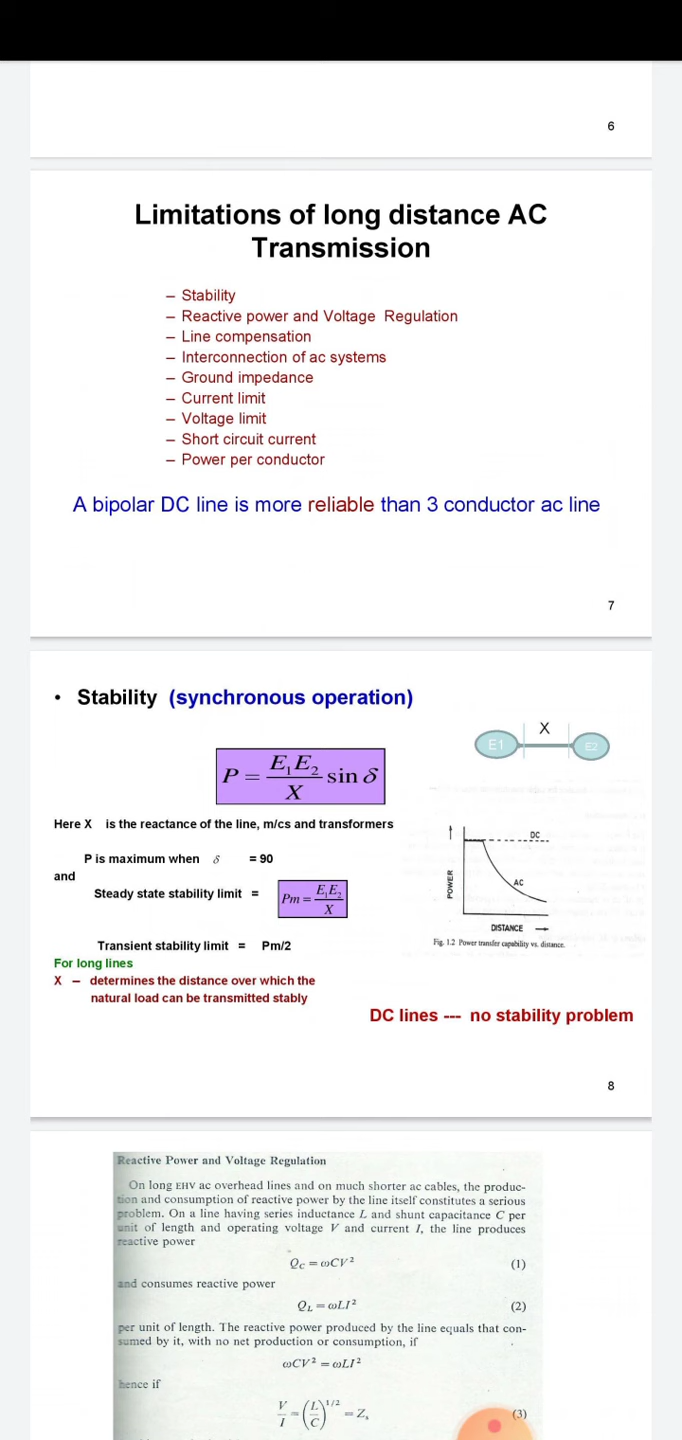 6
Limitations of long distance AC
Transmission
– Stability
– Reactive power and Voltage Regulation
– Line compensation
– Interconnection of ac systems
– Ground impedance
– Current limit
– Voltage limit
– Short circuit current
– Power per conductor
A bipolar DC line is more reliable than 3 conductor ac line
7
• Stability (synchronous operation)
X
E1
E2
P = E₁E₂/X sin δ
Here X is the reactance of the line, m/cs and transformers
P is maximum when δ = 90
and
Steady state stability limit = Pm = E₁E₂/X
Transient stability limit = Pm/2
For long lines
X – determines the distance over which the
natural load can be transmitted stably
POWER
DC
AC
DISTANCE
Fig. 1.2 Power transfer capability vs. distance.
DC lines --- no stability problem
8
Reactive Power and Voltage Regulation
On long EHV ac overhead lines and on much shorter ac cables, the produc-
tion and consumption of reactive power by the line itself constitutes a serious
problem. On a line having series inductance L and shunt capacitance C per
unit of length and operating voltage V and current I, the line produces
reactive power
Q_C = ωCV² (1)
and consumes reactive power
Q_L = ωLI² (2)
per unit of length. The reactive power produced by the line equals that con-
sumed by it, with no net production or consumption, if
ωCV² = ωLI²
hence if
V/I = (L/C)^1/2 = Z_s (3)